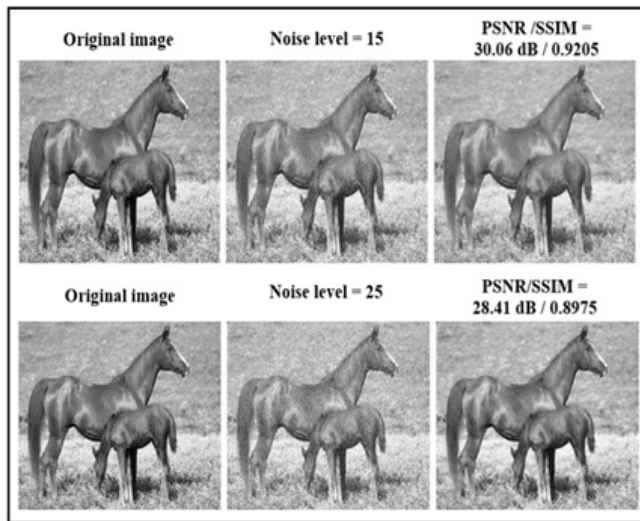 Original image
Noise level = 15
PSNR /SSIM =
30.06 dB / 0.9205
Original image
Noise level = 25
PSNR/SSIM =
28.41 dB / 0.8975